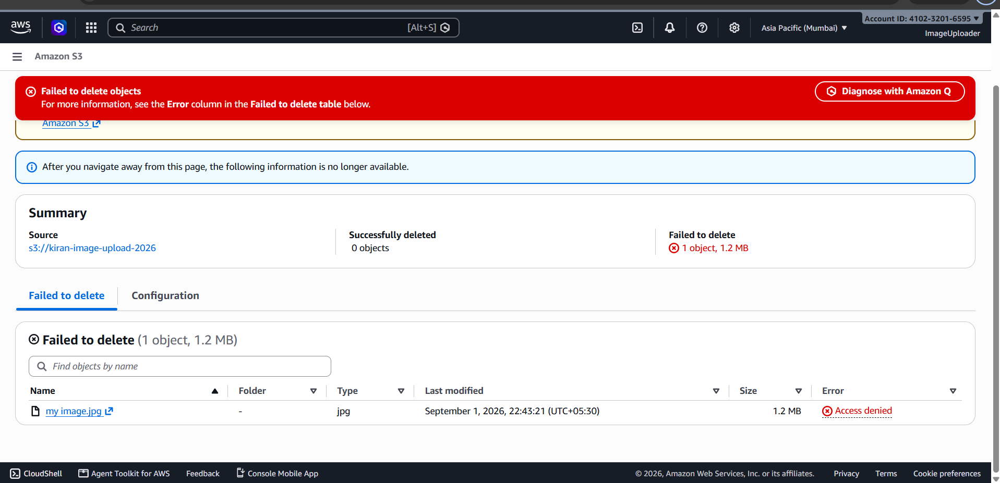 aws
Search
[Alt+S]
Asia Pacific (Mumbai) ▼
Account ID: 4102-3201-6595 ▼
ImageUploader
Amazon S3
Failed to delete objects
For more information, see the Error column in the Failed to delete table below.
Diagnose with Amazon Q
Amazon S3
After you navigate away from this page, the following information is no longer available.
Summary
Source
s3://kiran-image-upload-2026
Successfully deleted
0 objects
Failed to delete
1 object, 1.2 MB
Failed to delete
Configuration
Failed to delete (1 object, 1.2 MB)
Find objects by name
Name Folder Type Last modified Size Error
my image.jpg - jpg September 1, 2026, 22:43:21 (UTC+05:30) 1.2 MB Access denied
CloudShell Agent Toolkit for AWS Feedback Console Mobile App © 2026, Amazon Web Services, Inc. or its affiliates. Privacy Terms Cookie preferences